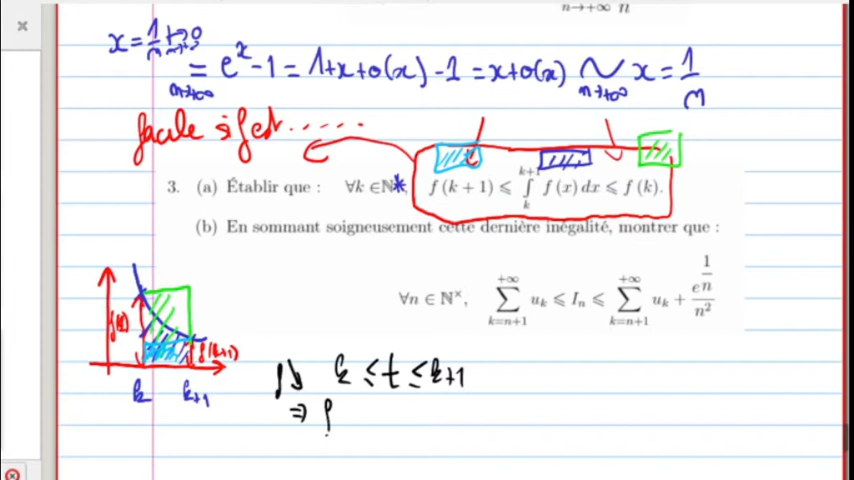 n→+∞ n
x = 1/n → 0 n→+∞
= e^x - 1 = 1 + x + o(x) - 1 = x + o(x) ~ x = 1/n
n→+∞ n→+∞
facile si f est ......
3. (a) Établir que : ∀k ∈ N*, f(k+1) ⩽ ∫_k^{k+1} f(x) dx ⩽ f(k).
(b) En sommant soigneusement cette dernière inégalité, montrer que :
∀n ∈ N^×, ∑_{k=n+1}^{+∞} u_k ⩽ I_n ⩽ ∑_{k=n+1}^{+∞} u_k + e^{1/n}/n^2
f(k) f(k+1)
k k+1
f ↘ k ≤ t ≤ k+1
⇒ f